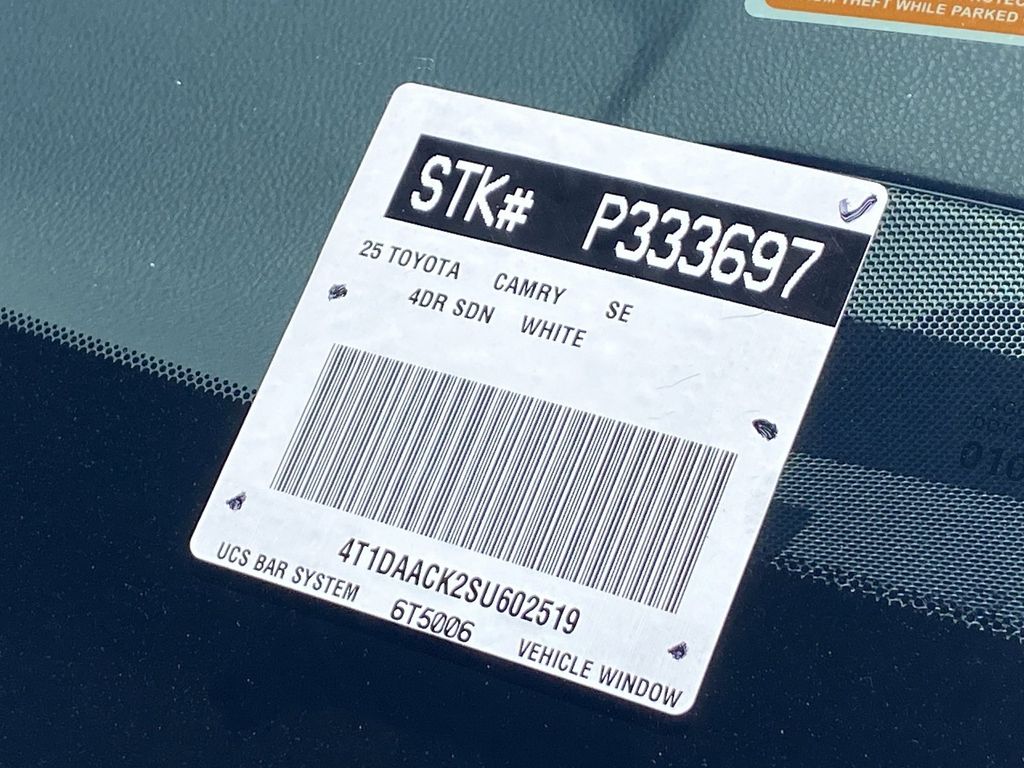 THEFT WHILE PARKED
STK# P333697
25 TOYOTA CAMRY SE
4DR SDN WHITE
4T1DAACK2SU602519
UCS BAR SYSTEM 6T5006 VEHICLE WINDOW
010